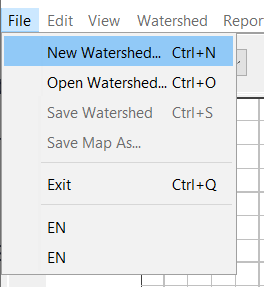 File Edit View Watershed Repor
New Watershed... Ctrl+N
Open Watershed... Ctrl+O
Save Watershed Ctrl+S
Save Map As...
Exit Ctrl+Q
EN
EN